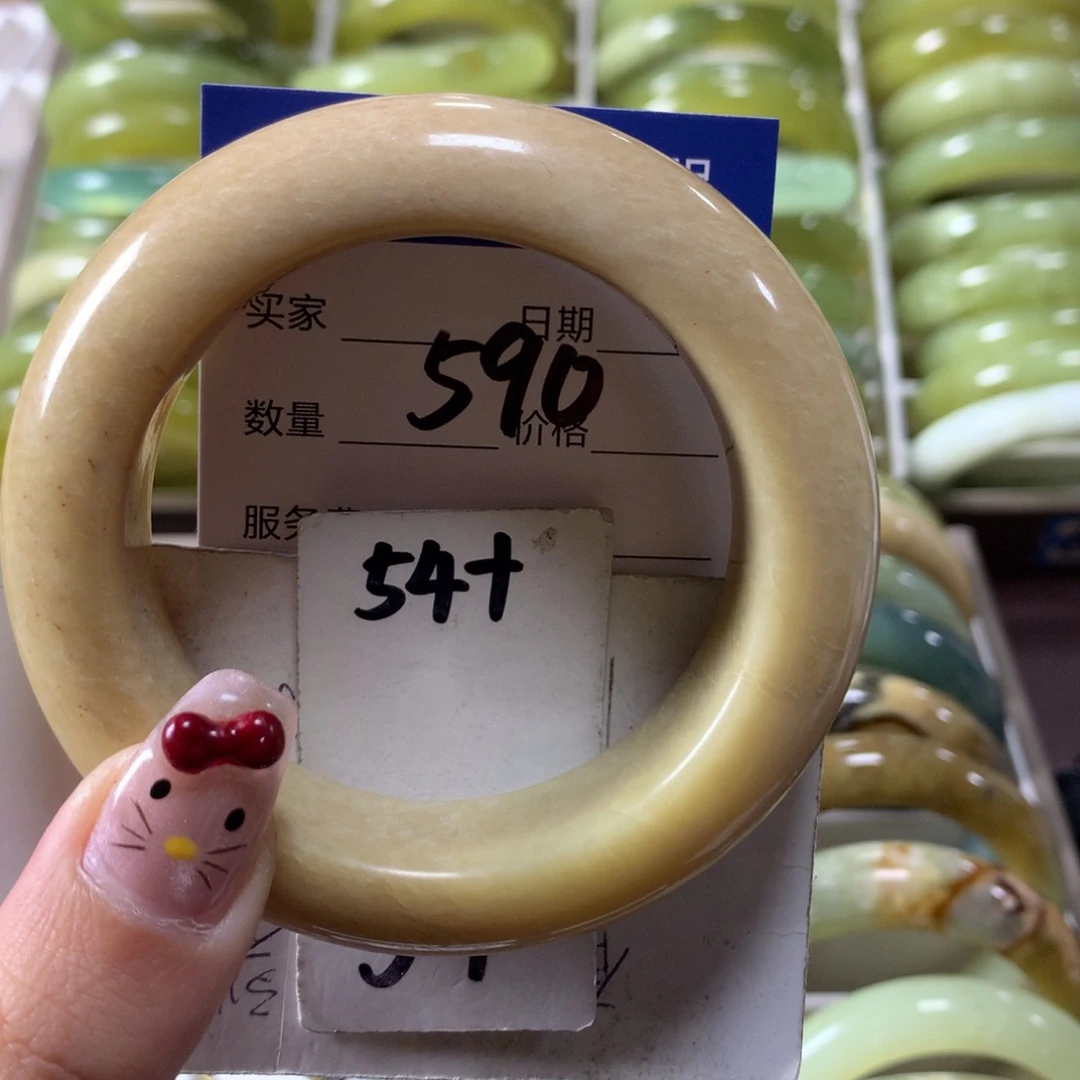 买家 日期
590
数量 价格
服务
54+